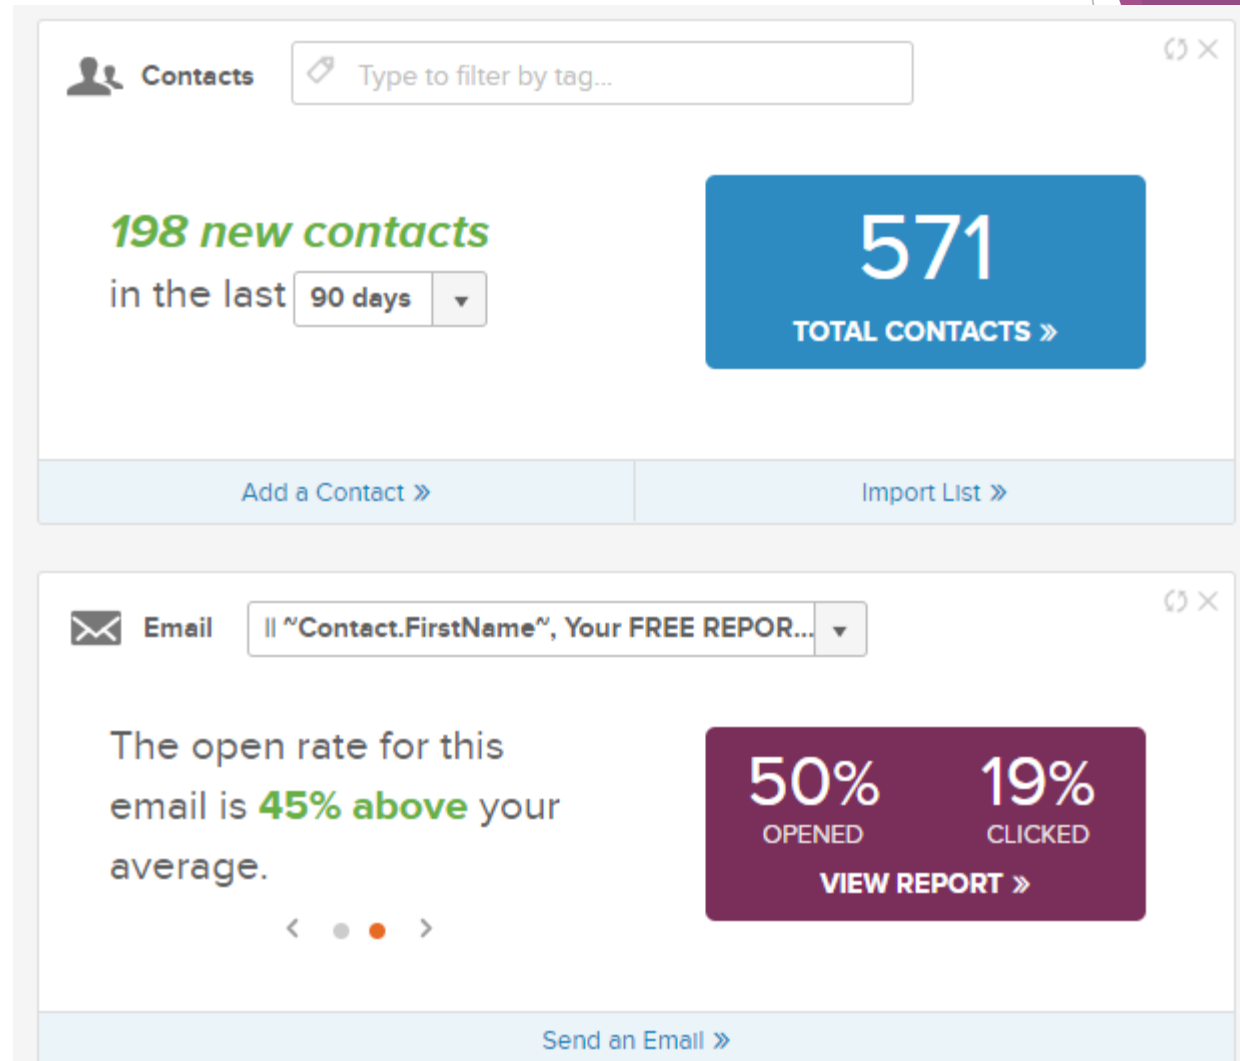 Contacts
Type to filter by tag...
198 new contacts
in the last 90 days
571
TOTAL CONTACTS »
Add a Contact »
Import List »
Email
|| ~Contact.FirstName~, Your FREE REPOR...
The open rate for this
email is 45% above your
average.
50% 19%
OPENED CLICKED
VIEW REPORT »
Send an Email »